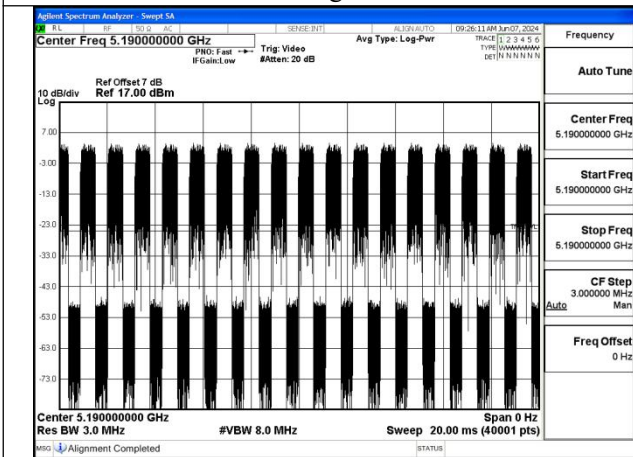 Agilent Spectrum Analyzer - Swept SA
RL RF 50 Ω AC SENSE:INT ALIGN AUTO 09:26:11 AM Jun07, 2024
Center Freq 5.190000000 GHz
PNO: Fast
IFGain:Low
Trig: Video
#Atten: 20 dB
Avg Type: Log-Pwr
TRACE 1 2 3 4 5 6
TYPE WWWWWW
DET N N N N N N
Ref Offset 7 dB
10 dB/div Ref 17.00 dBm
Log
7.00
-3.00
-13.0
-23.0
-33.0
-43.0
-53.0
-63.0
-73.0
Center 5.190000000 GHz Span 0 Hz
Res BW 3.0 MHz #VBW 8.0 MHz Sweep 20.00 ms (40001 pts)
MSG Alignment Completed STATUS
Frequency
Auto Tune
Center Freq
5.190000000 GHz
Start Freq
5.190000000 GHz
Stop Freq
5.190000000 GHz
CF Step
3.000000 MHz
Auto Man
Freq Offset
0 Hz